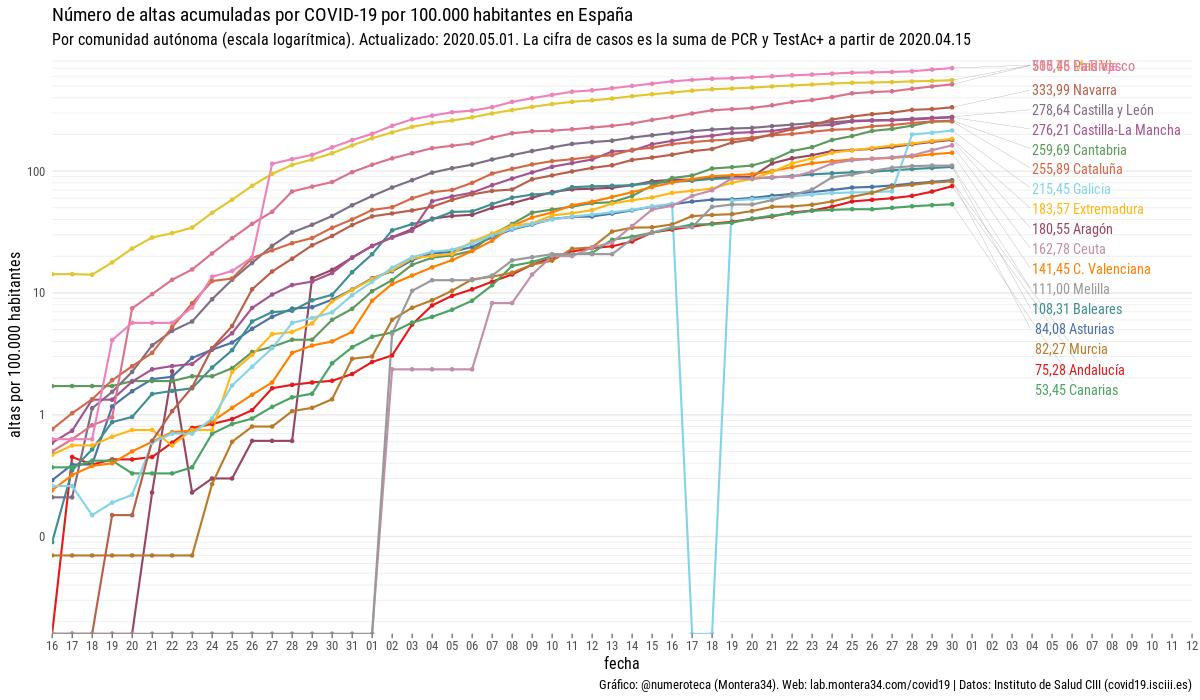 Número de altas acumuladas por COVID-19 por 100.000 habitantes en España
Por comunidad autónoma (escala logarítmica). Actualizado: 2020.05.01. La cifra de casos es la suma de PCR y TestAc+ a partir de 2020.04.15
altas por 100.000 habitantes
100
10
1
0
333,99 Navarra
278,64 Castilla y León
276,21 Castilla-La Mancha
259,69 Cantabria
255,89 Cataluña
215,45 Galicia
183,57 Extremadura
180,55 Aragón
162,78 Ceuta
141,45 C. Valenciana
111,00 Melilla
108,31 Baleares
84,08 Asturias
82,27 Murcia
75,28 Andalucía
53,45 Canarias
16 17 18 19 20 21 22 23 24 25 26 27 28 29 30 31 01 02 03 04 05 06 07 08 09 10 11 12 13 14 15 16 17 18 19 20 21 22 23 24 25 26 27 28 29 30 01 02 03 04 05 06 07 08 09 10 11 12
fecha
Gráfico: @numeroteca (Montera34). Web: lab.montera34.com/covid19 | Datos: Instituto de Salud CIII (covid19.isciii.es)